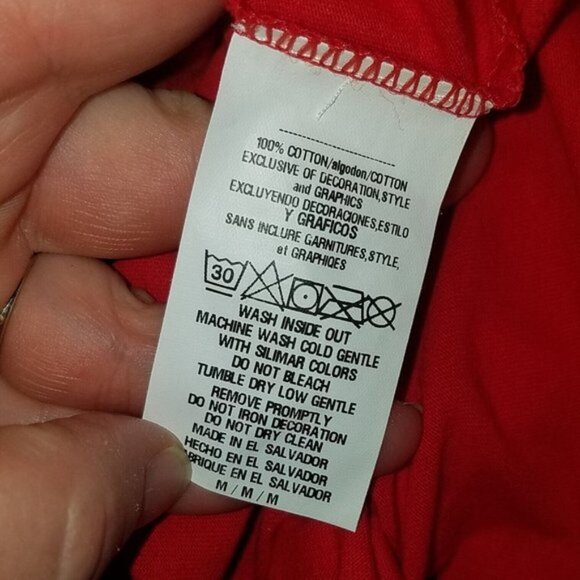 100% COTTON/algodon/COTTON
EXCLUSIVE OF DECORATION,STYLE
and GRAPHICS
EXCLUYENDO DECORACIONES,ESTILO
Y GRAFICOS
SANS INCLURE GARNITURES,STYLE,
et GRAPHIQES
30
WASH INSIDE OUT
MACHINE WASH COLD GENTLE
WITH SILIMAR COLORS
DO NOT BLEACH
TUMBLE DRY LOW GENTLE
REMOVE PROMPTLY
DO NOT IRON DECORATION
DO NOT DRY CLEAN
MADE IN EL SALVADOR
HECHO EN EL SALVADOR
ABRIQUE EN EL SALVADOR
M / M / M